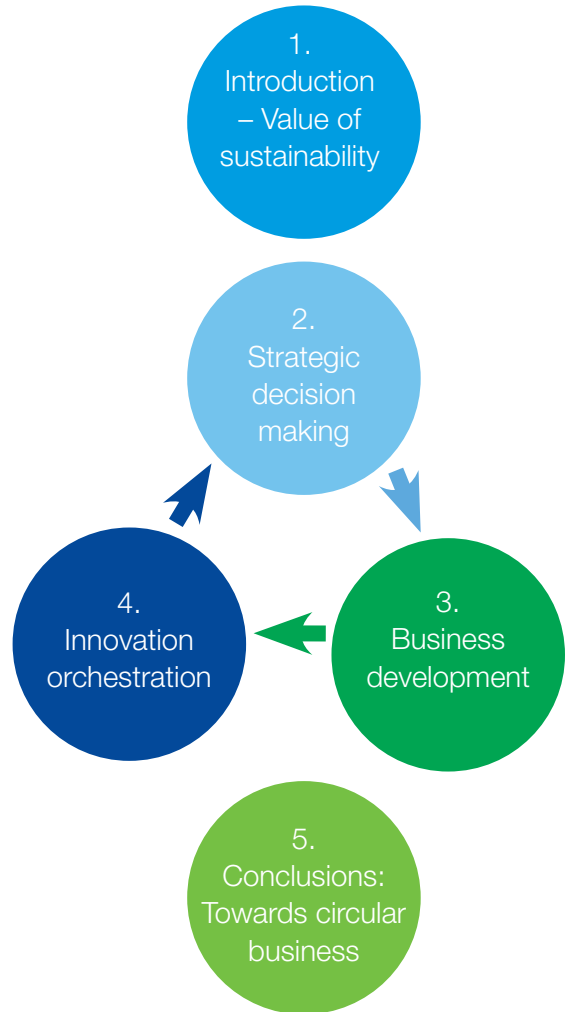 1.
Introduction
– Value of
sustainability
2.
Strategic
decision
making
3.
Business
development
4.
Innovation
orchestration
5.
Conclusions:
Towards circular
business